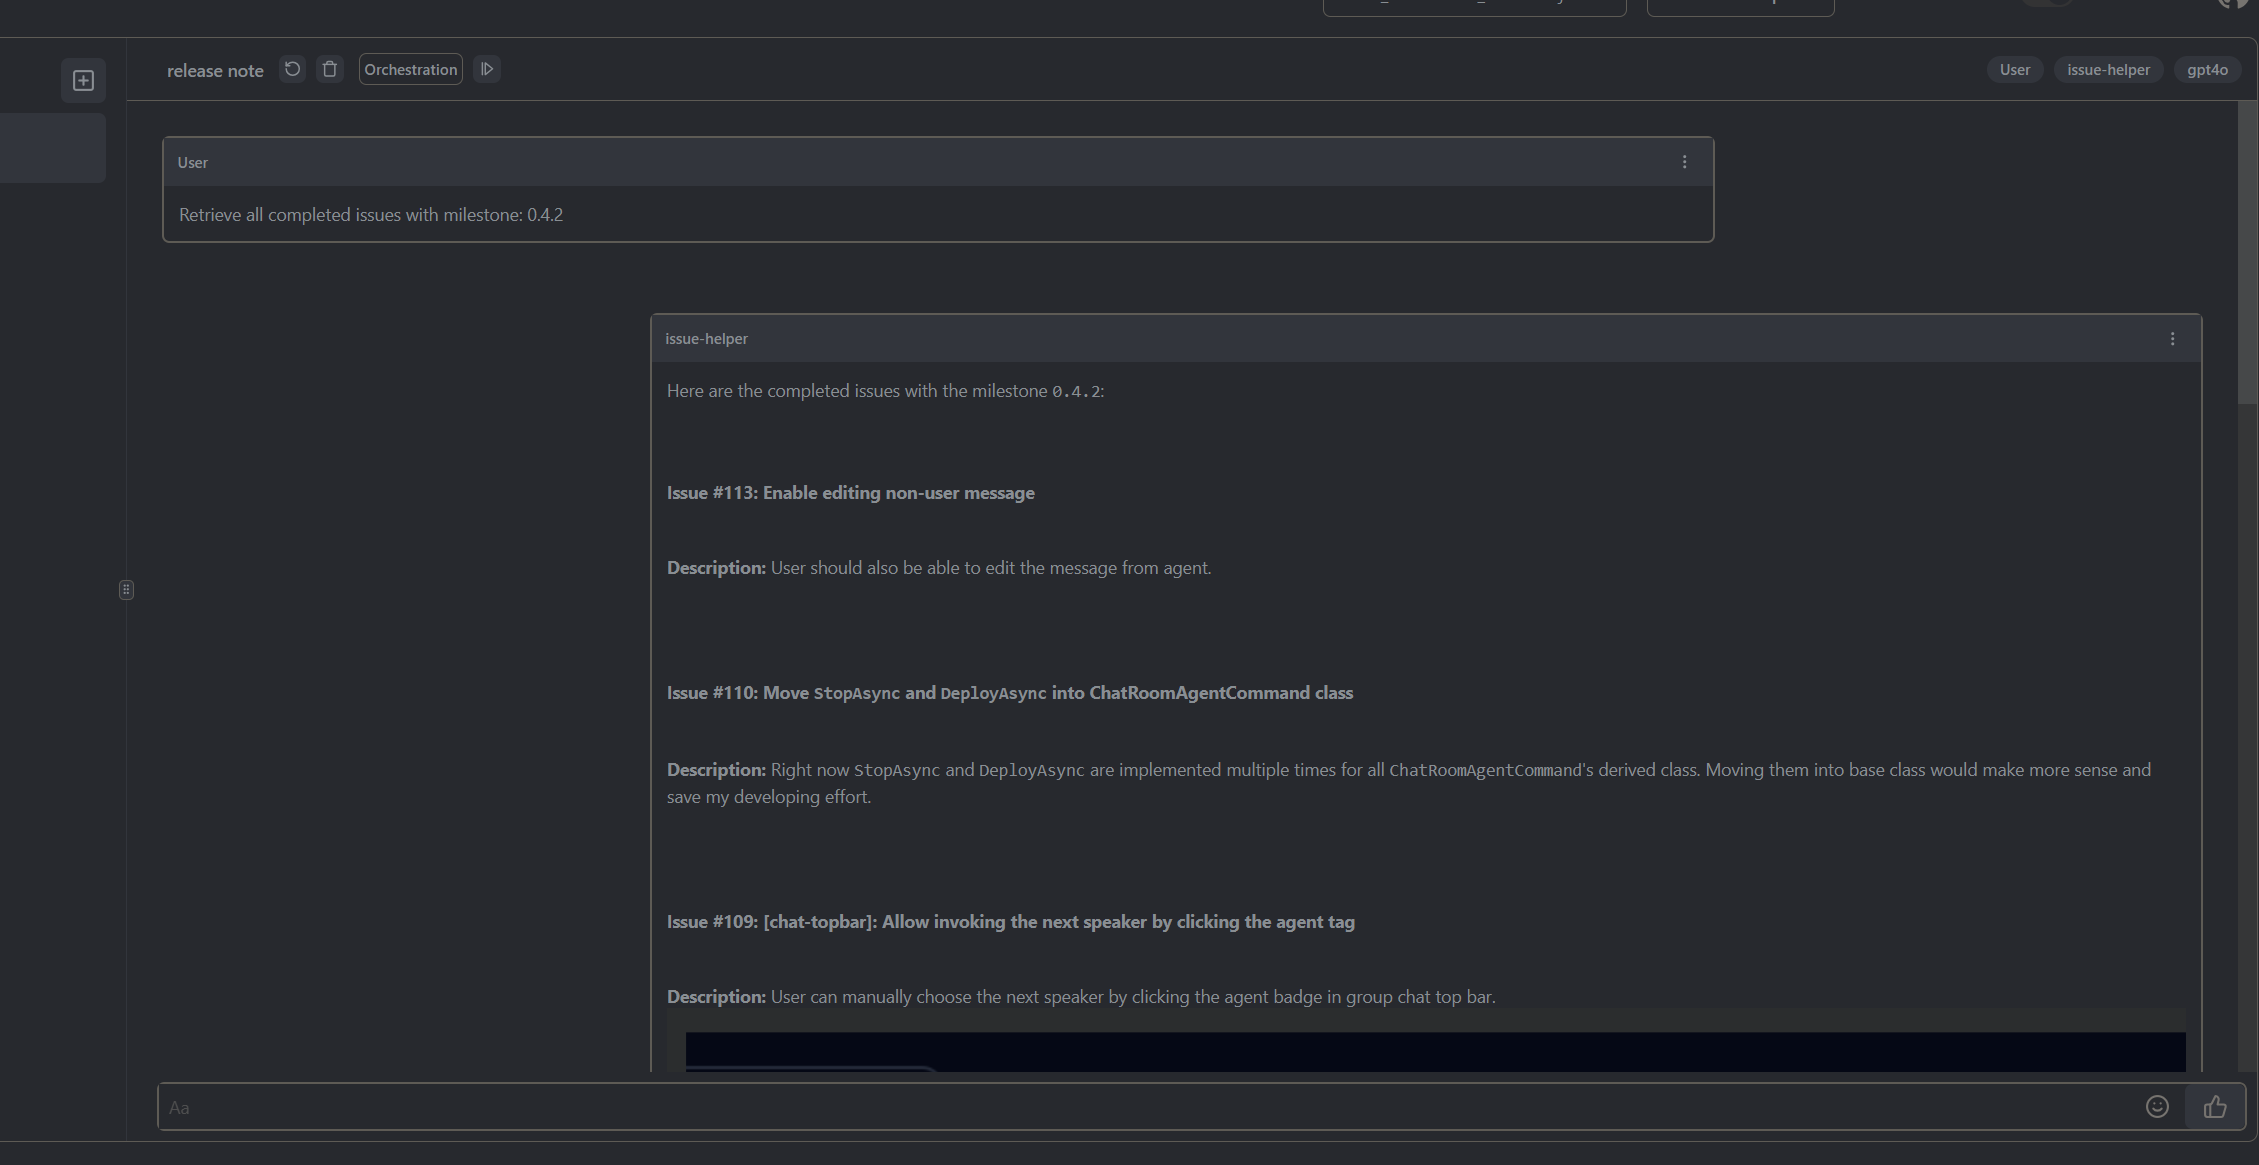 release note
Orchestration
User
issue-helper
gpt4o
User
Retrieve all completed issues with milestone: 0.4.2
issue-helper
Here are the completed issues with the milestone 0.4.2:
Issue #113: Enable editing non-user message
Description: User should also be able to edit the message from agent.
Issue #110: Move StopAsync and DeployAsync into ChatRoomAgentCommand class
Description: Right now StopAsync and DeployAsync are implemented multiple times for all ChatRoomAgentCommand's derived class. Moving them into base class would make more sense and
save my developing effort.
Issue #109: [chat-topbar]: Allow invoking the next speaker by clicking the agent tag
Description: User can manually choose the next speaker by clicking the agent badge in group chat top bar.
Aa